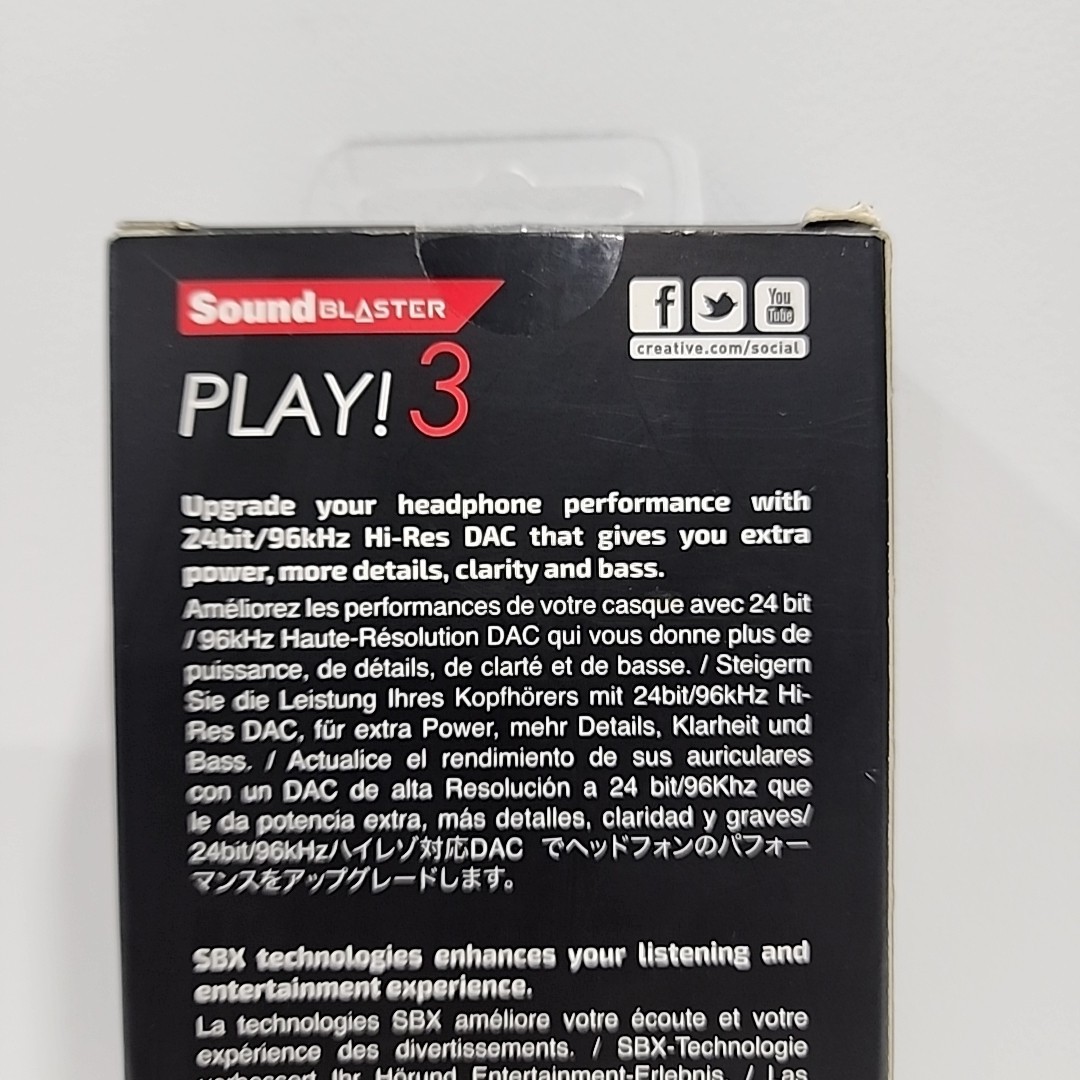 Sound BLASTER
PLAY! 3
f
You
Tube
creative.com/social
Upgrade your headphone performance with
24bit/96kHz Hi-Res DAC that gives you extra
power, more details, clarity and bass.
Améliorez les performances de votre casque avec 24 bit
/ 96kHz Haute-Résolution DAC qui vous donne plus de
puissance, de détails, de clarté et de basse. / Steigern
Sie die Leistung Ihres Kopfhörers mit 24bit/96kHz Hi-
Res DAC, für extra Power, mehr Details, Klarheit und
Bass. / Actualice el rendimiento de sus auriculares
con un DAC de alta Resolución a 24 bit/96Khz que
le da potencia extra, más detalles, claridad y graves/
24bit/96kHzハイレゾ対応DAC でヘッドフォンのパフォー
マンスをアップグレードします。
SBX technologies enhances your listening and
entertainment experience.
La technologies SBX améliore votre écoute et votre
expérience des divertissements. / SBX-Technologie
verbessert Ihr Hörund Entertainment-Erlebnis. / Las